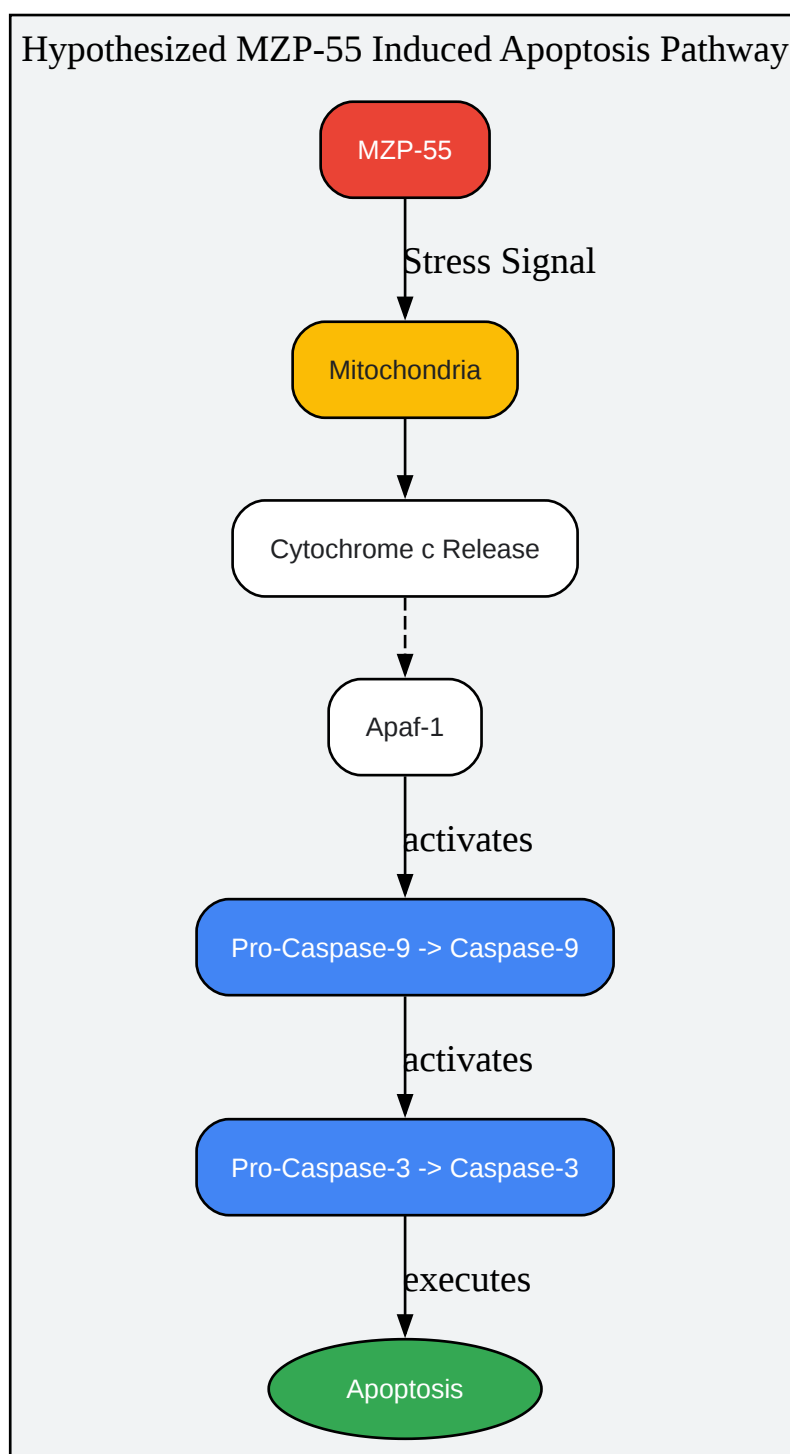 Hypothesized MZP-55 Induced Apoptosis Pathway
MZP-55
Stress Signal
Mitochondria
Cytochrome c Release
Apaf-1
activates
Pro-Caspase-9 -> Caspase-9
activates
Pro-Caspase-3 -> Caspase-3
executes
Apoptosis